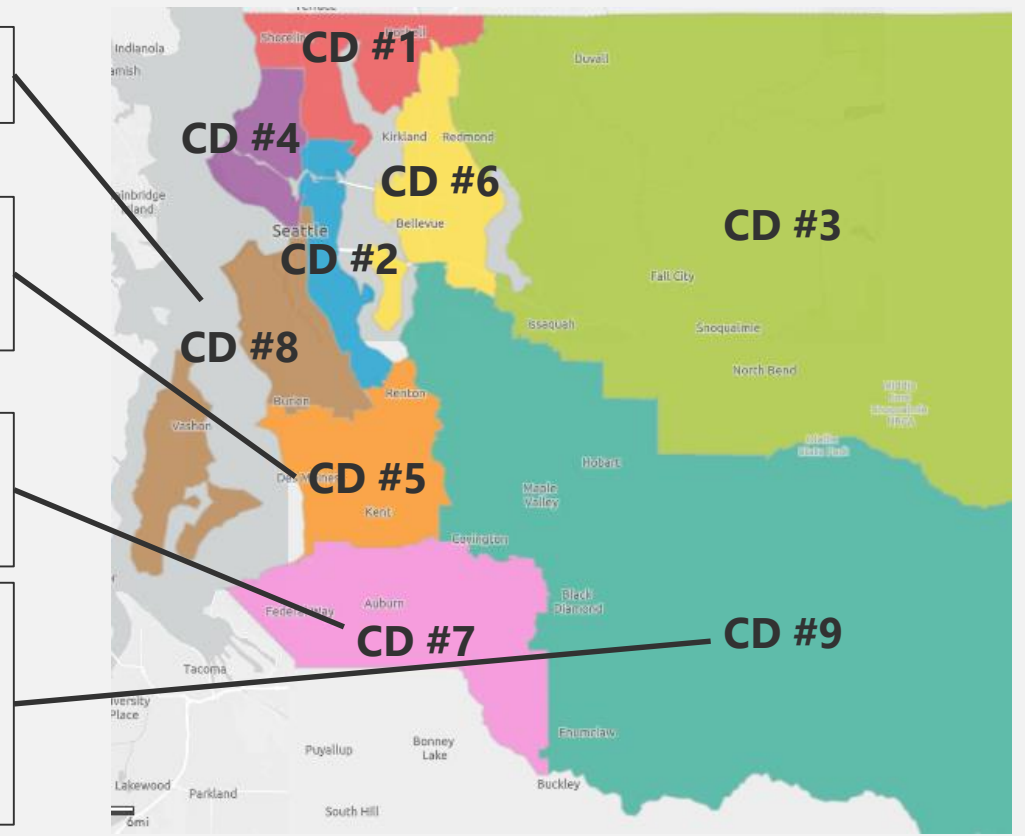 Indianola
Shoreline
CD #1
Duvall
CD #4
Kirkland
Redmond
CD #6
Bellevue
Seattle
CD #3
CD #2
Fall City
Issaquah
Snoqualmie
CD #8
North Bend
Renton
Burien
Vashon
Hobart
CD #5
Kent
Maple
Valley
Covington
Black
Diamond
Auburn
Federal Way
CD #7
CD #9
Tacoma
Place
Enumclaw
Puyallup
Bonney
Lake
Lakewood
Parkland
Buckley
South Hill
6mi